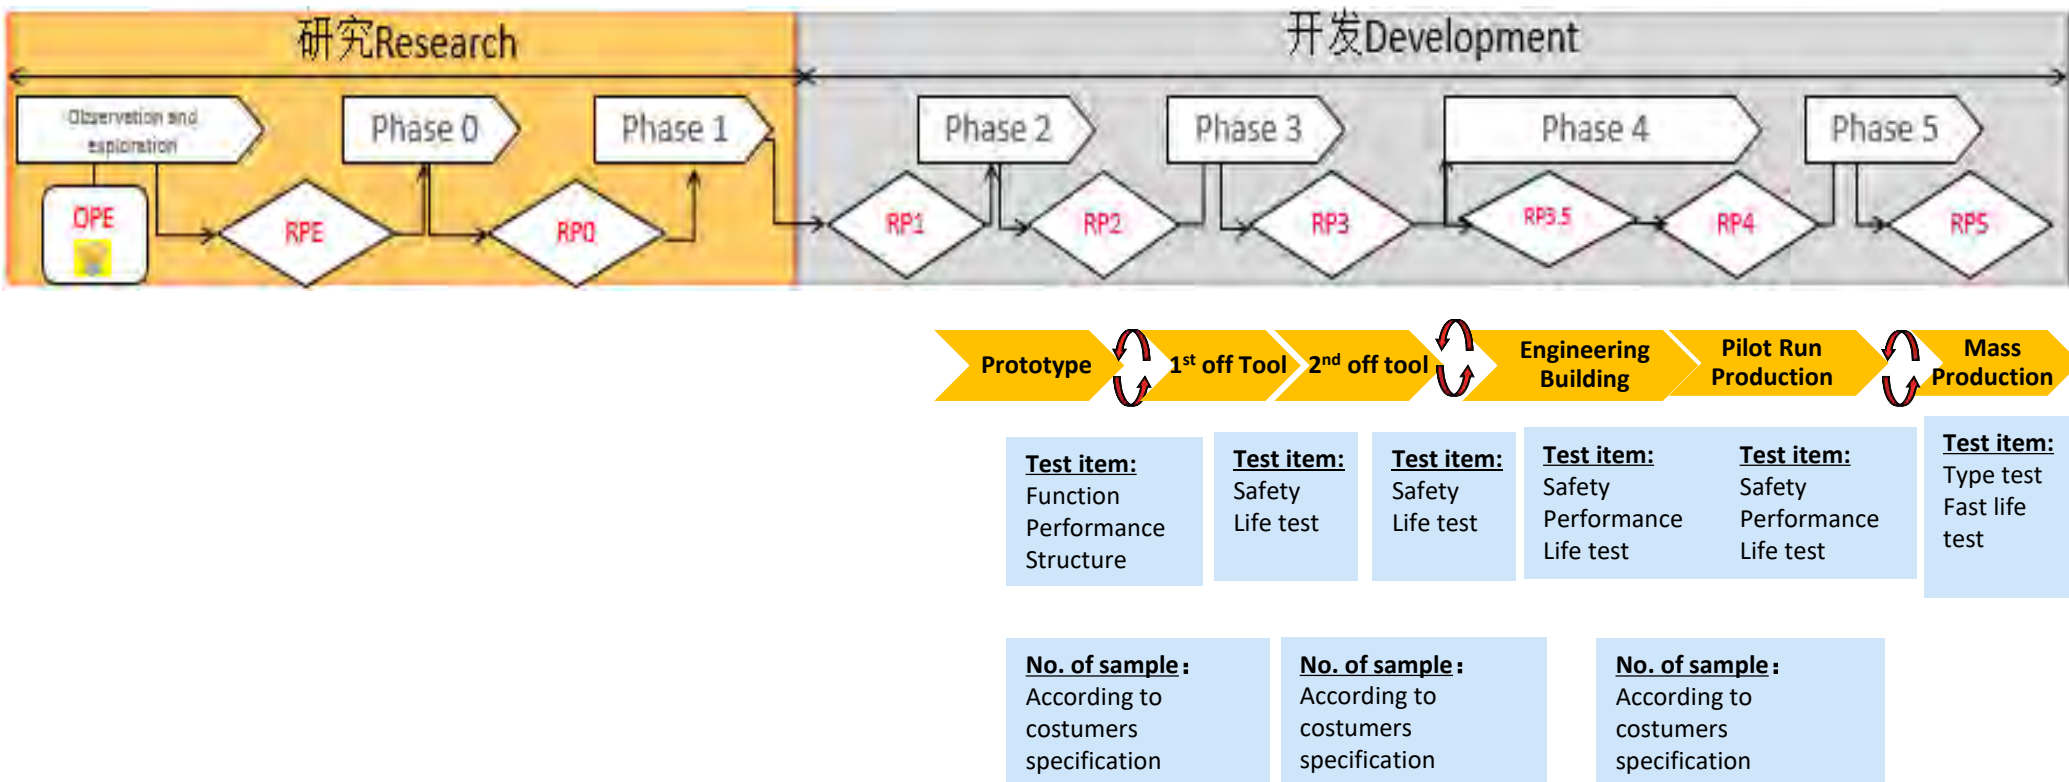 研究Research
开发Development
Observation and
exploration
Phase 0
Phase 1
Phase 2
Phase 3
Phase 4
Phase 5
OPE
RPE
RP0
RP1
RP2
RP3
RP3.5
RP4
RP5
Prototype
1st off Tool
2nd off tool
Engineering
Building
Pilot Run
Production
Mass
Production
Test item:
Function
Performance
Structure
Test item:
Safety
Life test
Test item:
Safety
Life test
Test item:
Safety
Performance
Life test
Test item:
Safety
Performance
Life test
Test item:
Type test
Fast life
test
No. of sample：
According to
costumers
specification
No. of sample：
According to
costumers
specification
No. of sample：
According to
costumers
specification